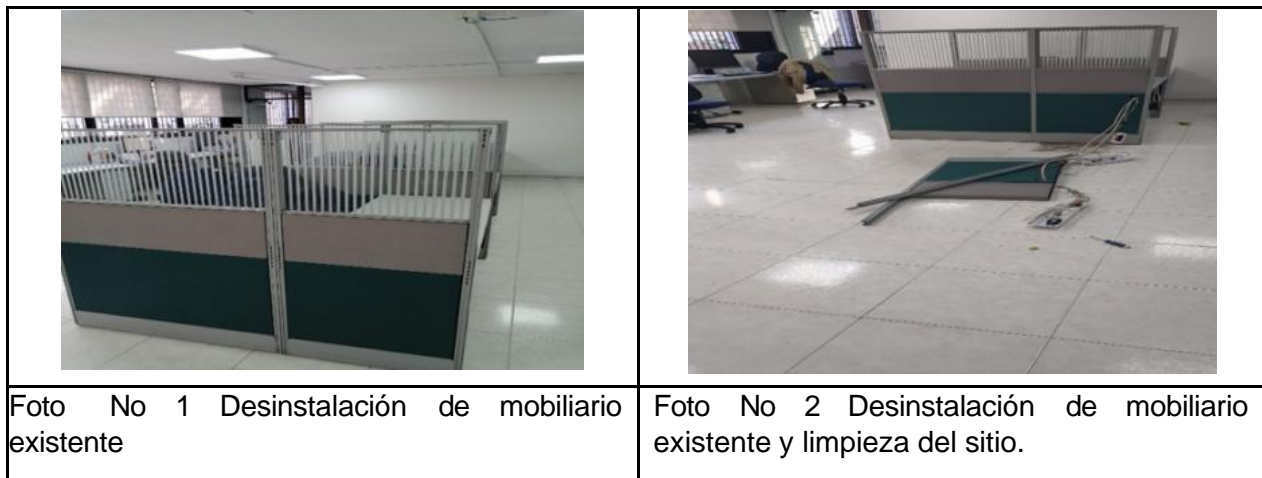 Foto No 1 Desinstalación de mobiliario
existente
Foto No 2 Desinstalación de mobiliario
existente y limpieza del sitio.